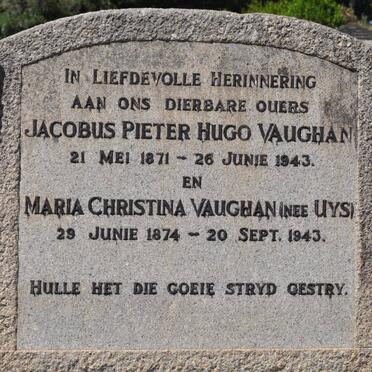 IN LIEFDEVOLLE HERINNERING
AAN ONS DIERBARE OUERS
JACOBUS PIETER HUGO VAUGHAN
21 MEI 1871 - 26 JUNIE 1943.
EN
MARIA CHRISTINA VAUGHAN (NEE UYS)
29 JUNIE 1874 - 20 SEPT. 1943.
HULLE HET DIE GOEIE STRYD GESTRY.